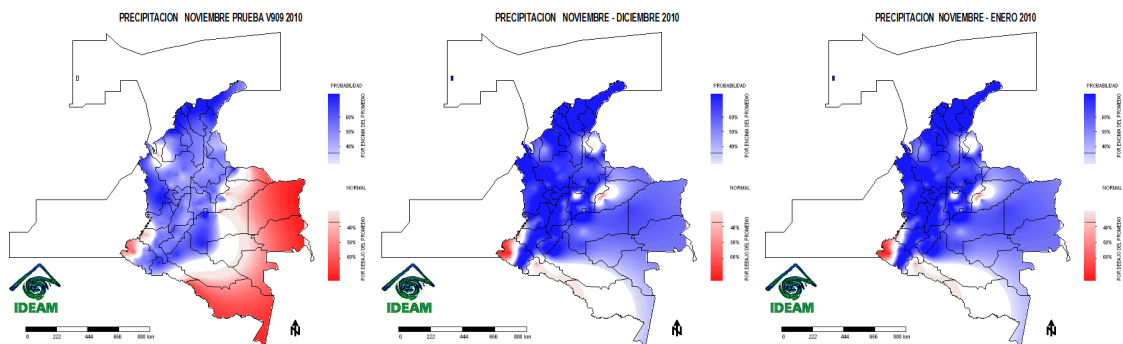 PRECIPITACION NOVIEMBRE PRUEBA V909 2010
PROBABILIDAD
60%
50%
40%
POR ENCIMA DEL PROMEDIO
NORMAL
40%
60%
POR DEBAJO DEL PROMEDIO
IDEAM
0 222 444 666 888 km
N
PRECIPITACION NOVIEMBRE - DICIEMBRE 2010
PROBABILIDAD
60%
50%
40%
POR ENCIMA DEL PROMEDIO
NORMAL
40%
60%
POR DEBAJO DEL PROMEDIO
IDEAM
0 222 444 666 888 km
N
PRECIPITACION NOVIEMBRE - ENERO 2010
PROBABILIDAD
60%
50%
40%
POR ENCIMA DEL PROMEDIO
NORMAL
40%
60%
POR DEBAJO DEL PROMEDIO
IDEAM
0 222 444 666 888 km
N